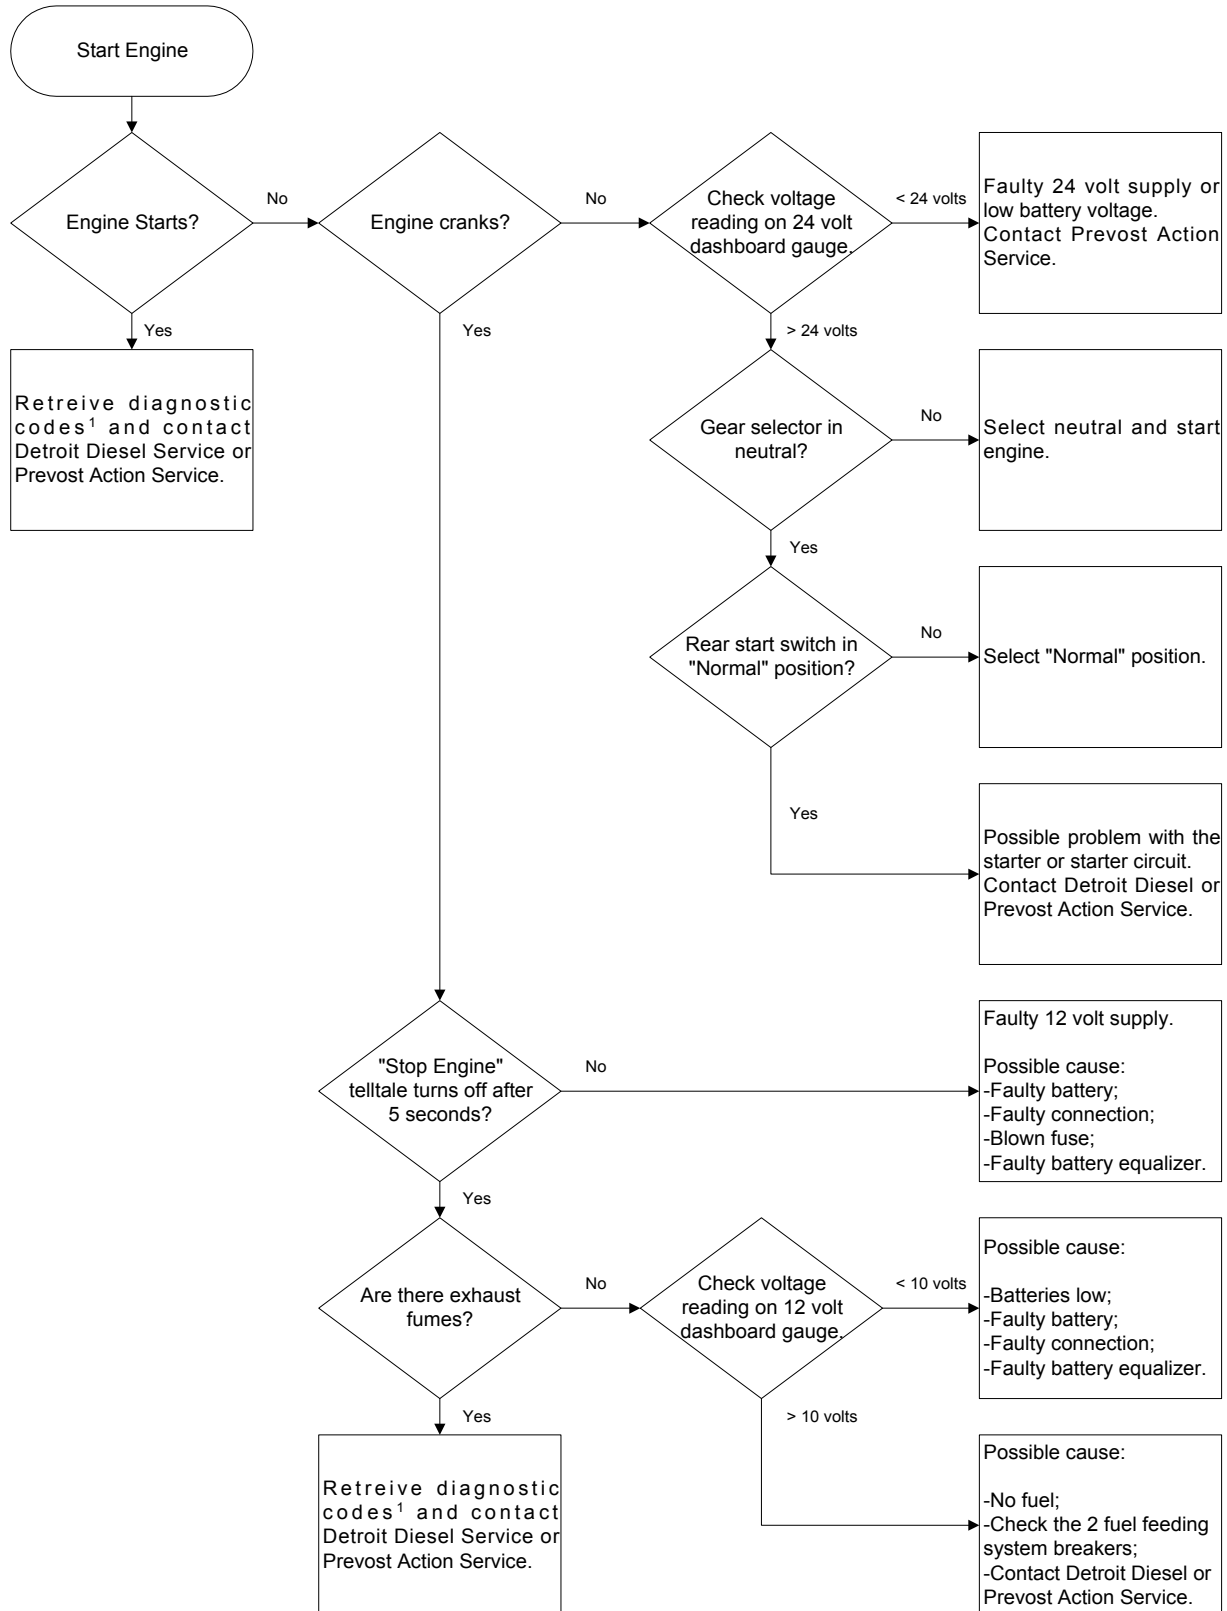 Start Engine
Engine Starts?
No
Engine cranks?
No
Check voltage
reading on 24 volt
dashboard gauge.
< 24 volts
Faulty 24 volt supply or
low battery voltage.
Contact Prevost Action
Service.
Yes
Yes
> 24 volts
Retreive diagnostic
codes¹ and contact
Detroit Diesel Service or
Prevost Action Service.
Gear selector in
neutral?
No
Select neutral and start
engine.
Yes
Rear start switch in
"Normal" position?
No
Select "Normal" position.
Yes
Possible problem with the
starter or starter circuit.
Contact Detroit Diesel or
Prevost Action Service.
"Stop Engine"
telltale turns off after
5 seconds?
No
Faulty 12 volt supply.
Possible cause:
-Faulty battery;
-Faulty connection;
-Blown fuse;
-Faulty battery equalizer.
Yes
Are there exhaust
fumes?
No
Check voltage
reading on 12 volt
dashboard gauge.
< 10 volts
Possible cause:
-Batteries low;
-Faulty battery;
-Faulty connection;
-Faulty battery equalizer.
Yes
> 10 volts
Retreive diagnostic
codes¹ and contact
Detroit Diesel Service or
Prevost Action Service.
Possible cause:
-No fuel;
-Check the 2 fuel feeding
system breakers;
-Contact Detroit Diesel or
Prevost Action Service.